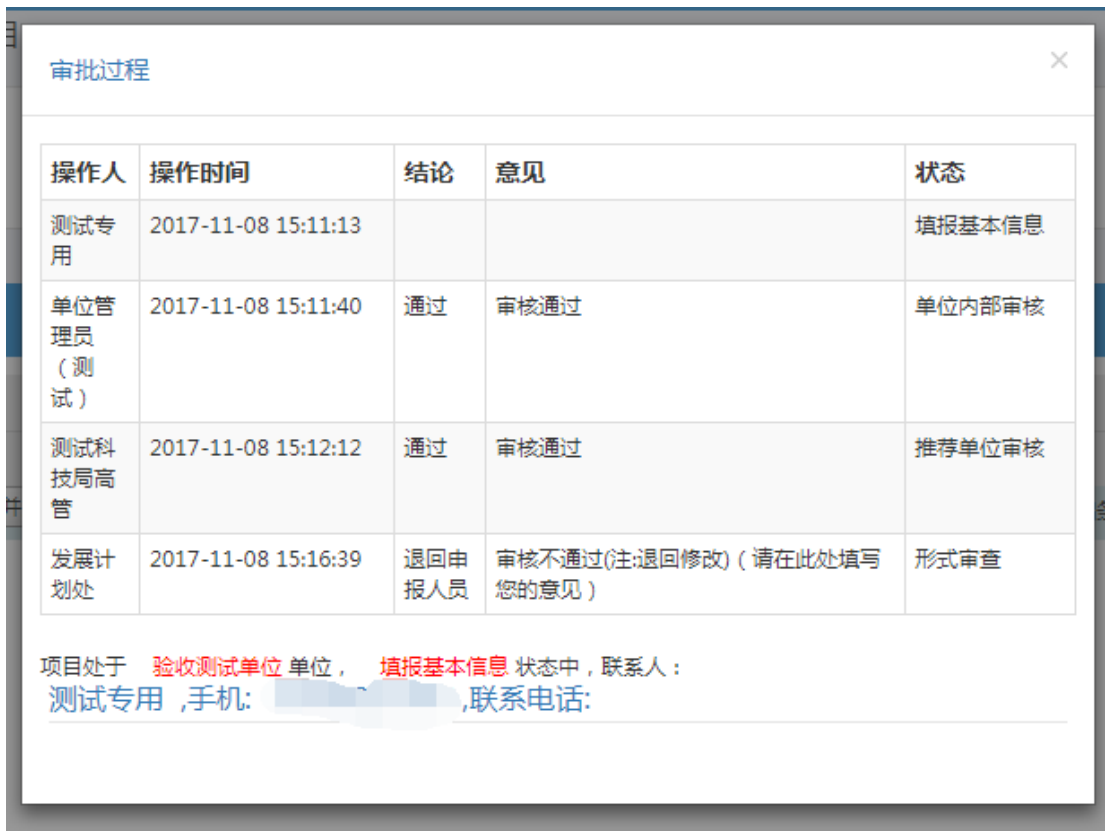 审批过程 ×
操作人 操作时间 结论 意见 状态
测试专用 2017-11-08 15:11:13 填报基本信息
单位管理员（测试） 2017-11-08 15:11:40 通过 审核通过 单位内部审核
测试科技局高管 2017-11-08 15:12:12 通过 审核通过 推荐单位审核
发展计划处 2017-11-08 15:16:39 退回申报人员 审核不通过(注:退回修改)（请在此处填写您的意见） 形式审查
项目处于 验收测试单位 单位， 填报基本信息 状态中，联系人：
测试专用 ,手机: ,联系电话: